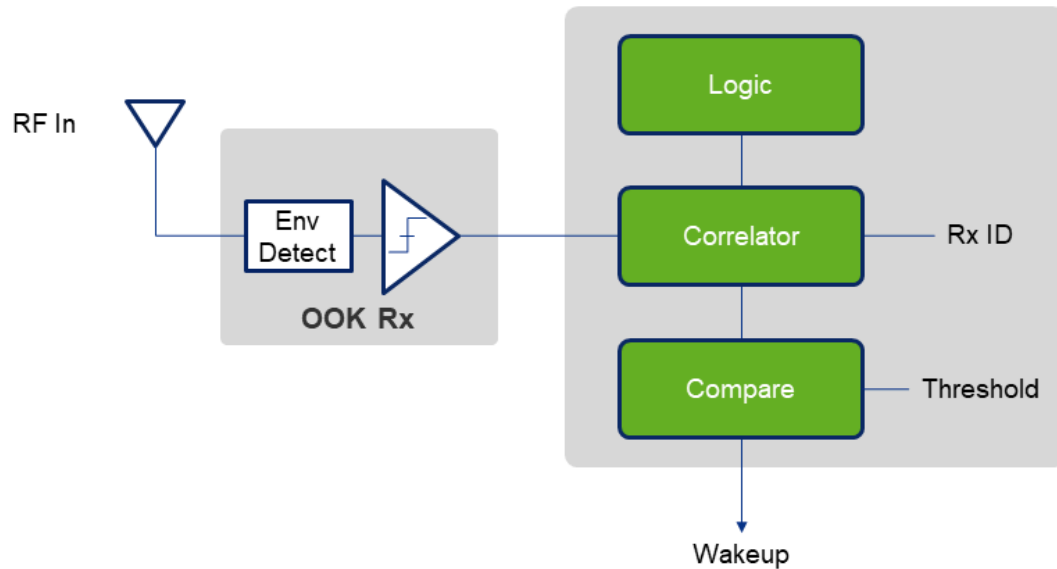 RF In
Env
Detect
OOK Rx
Logic
Correlator
Rx ID
Compare
Threshold
Wakeup